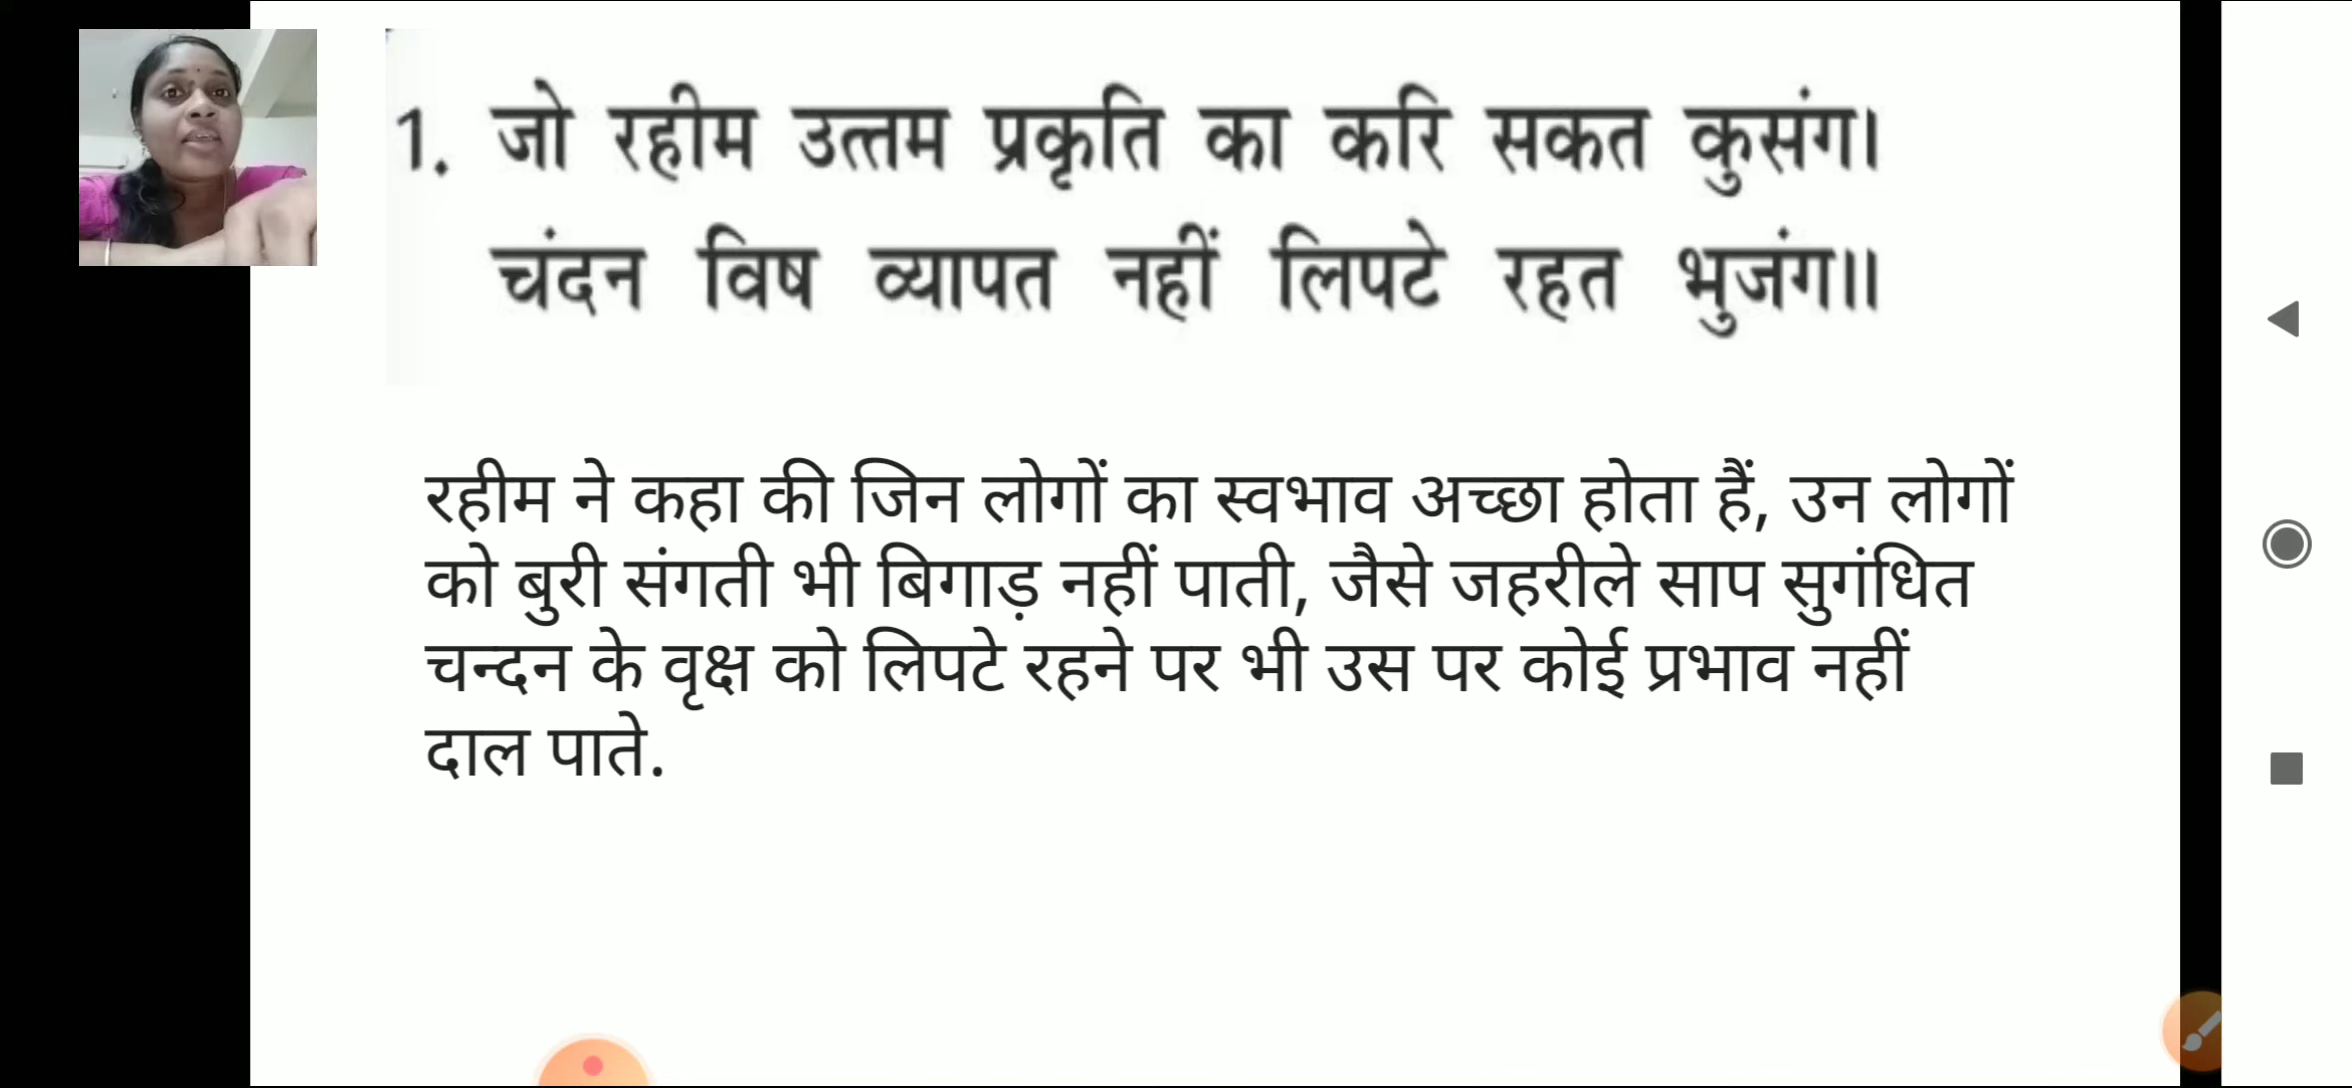 1. जो रहीम उत्तम प्रकृति का करि सकत कुसंग।
चंदन विष व्यापत नहीं लिपटे रहत भुजंग॥
रहीम ने कहा की जिन लोगों का स्वभाव अच्छा होता हैं, उन लोगों
को बुरी संगती भी बिगाड़ नहीं पाती, जैसे जहरीले साप सुगंधित
चन्दन के वृक्ष को लिपटे रहने पर भी उस पर कोई प्रभाव नहीं
दाल पाते.